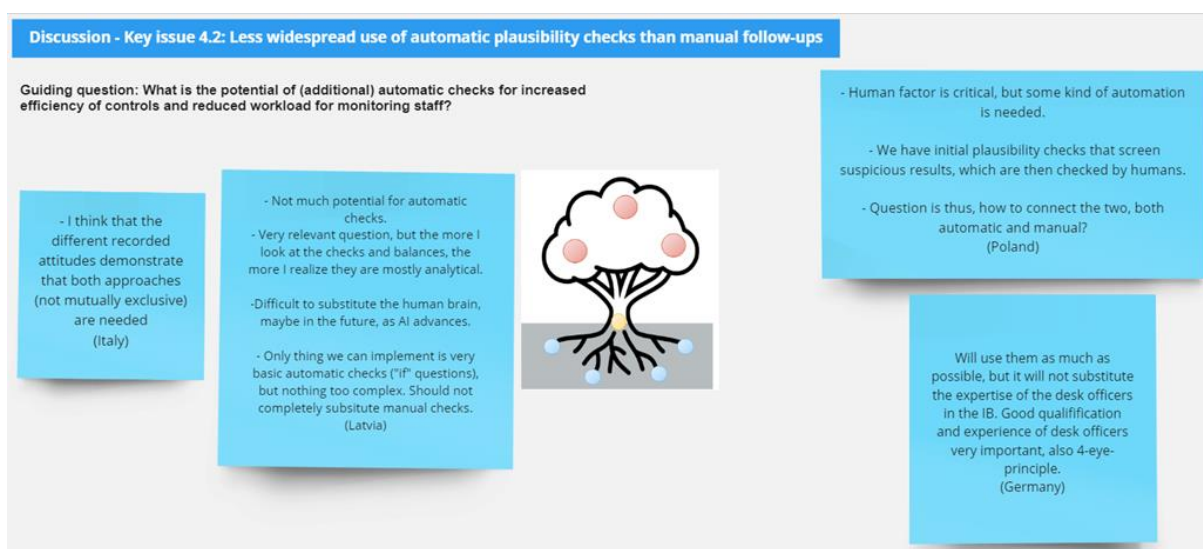 Discussion - Key issue 4.2: Less widespread use of automatic plausibility checks than manual follow-ups
Guiding question: What is the potential of (additional) automatic checks for increased
efficiency of controls and reduced workload for monitoring staff?
- I think that the
different recorded
attitudes demonstrate
that both approaches
(not mutually exclusive)
are needed
(Italy)
- Not much potential for automatic
checks.
- Very relevant question, but the more I
look at the checks and balances, the
more I realize they are mostly analytical.
-Difficult to substitute the human brain,
maybe in the future, as AI advances.
- Only thing we can implement is very
basic automatic checks ("if" questions),
but nothing too complex. Should not
completely subsitute manual checks.
(Latvia)
- Human factor is critical, but some kind of automation
is needed.
- We have initial plausibility checks that screen
suspicious results, which are then checked by humans.
- Question is thus, how to connect the two, both
automatic and manual?
(Poland)
Will use them as much as
possible, but it will not substitute
the expertise of the desk officers
in the IB. Good qualifification
and experience of desk officers
very important, also 4-eye-
principle.
(Germany)